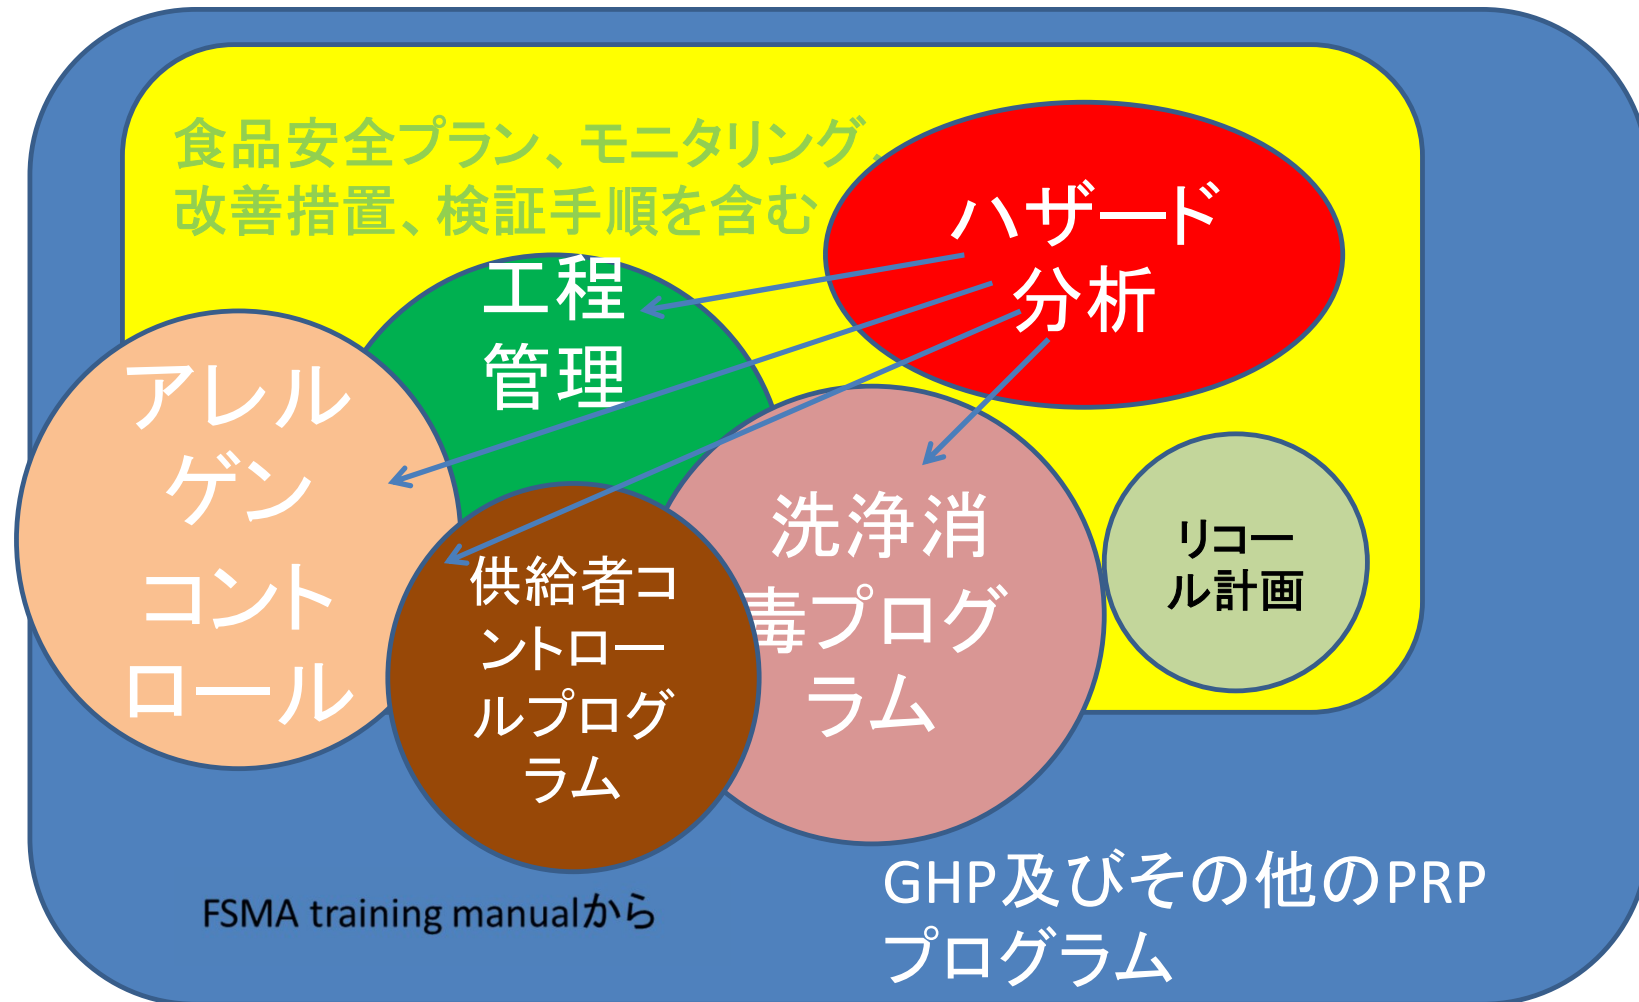 食品安全プラン、モニタリング、
改善措置、検証手順を含む
ハザード
分析
工程
管理
アレル
ゲン
コント
ロール
洗浄消
毒プログ
ラム
リコー
ル計画
供給者コ
ントロー
ルプログ
ラム
GHP及びその他のPRP
プログラム
FSMA training manualから